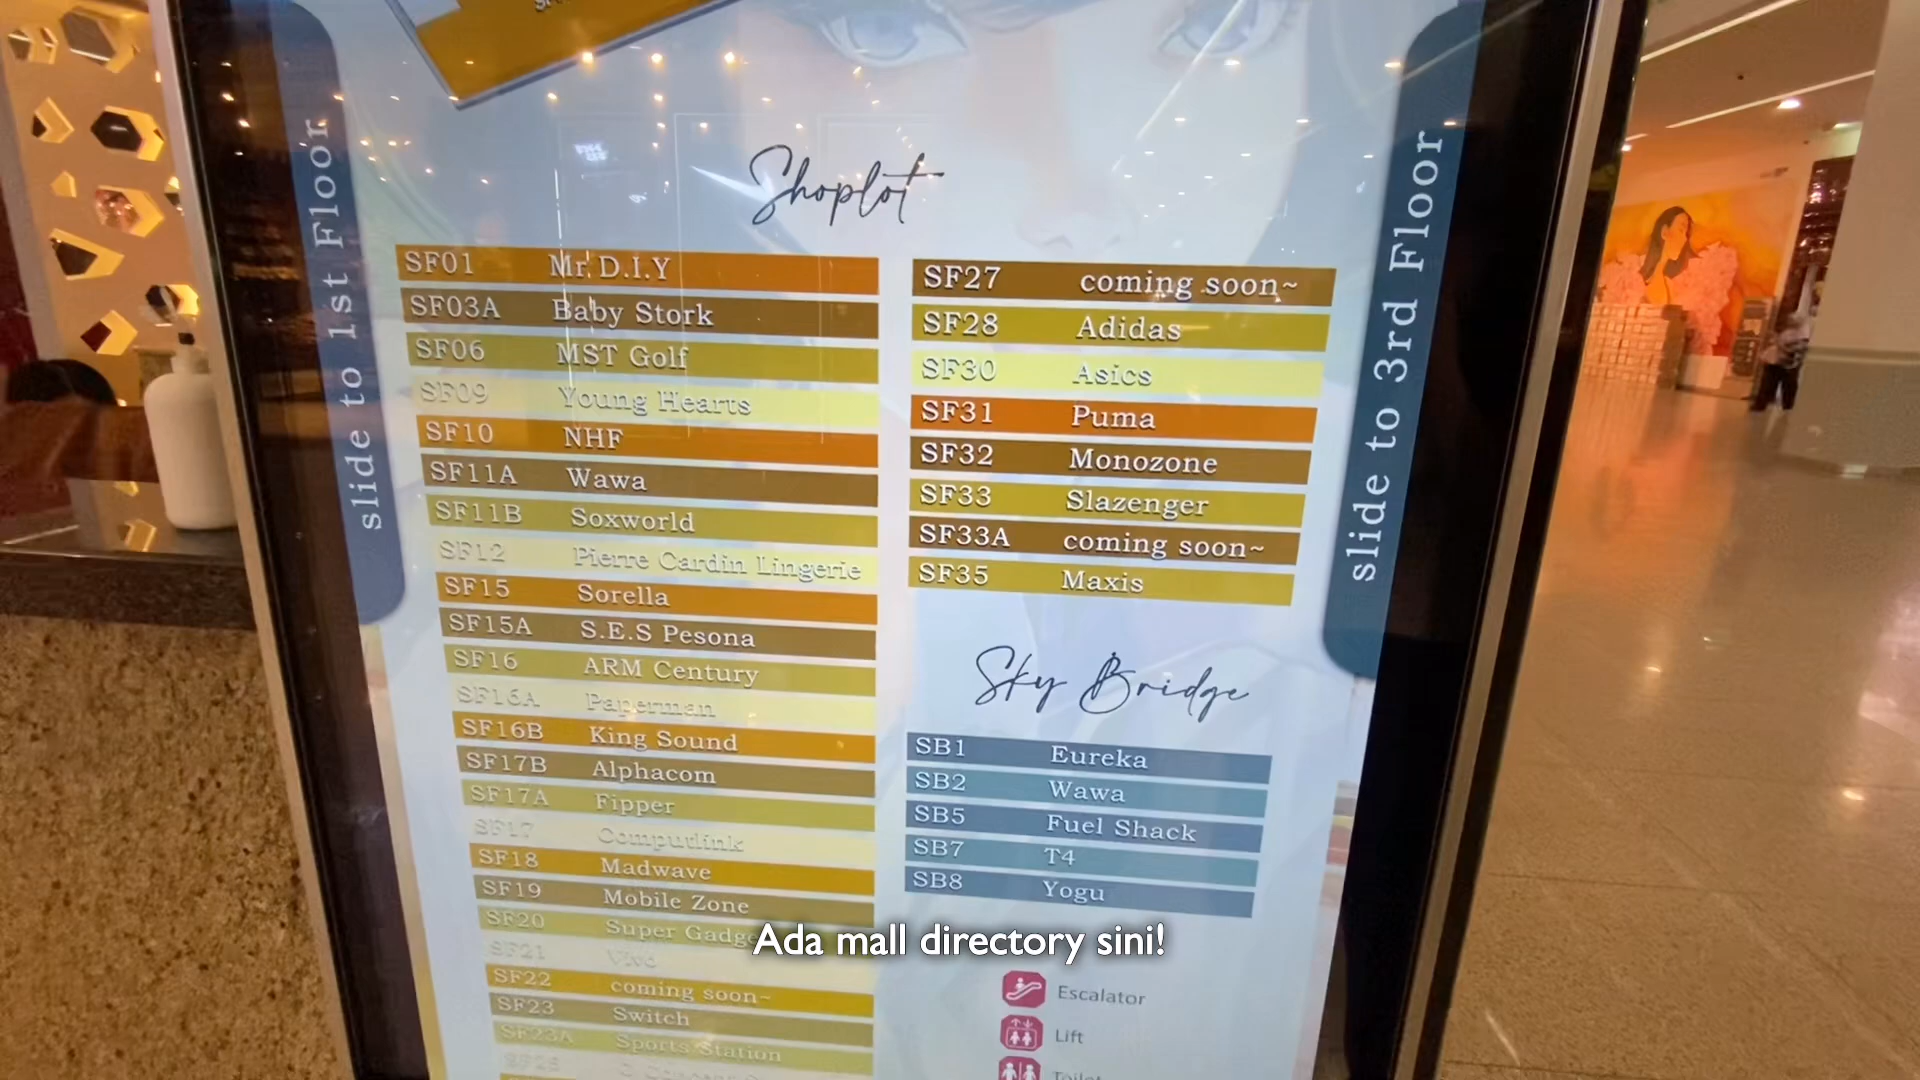 slide to 1st Floor
Shoplot
SF01 Mr. D.I.Y
SF03A Baby Stork
SF06 MST Golf
SF09 Young Hearts
SF10 NHF
SF11A Wawa
SF11B Soxworld
SF12 Pierre Cardin Lingerie
SF15 Sorella
SF15A S.E.S Pesona
SF16 ARM Century
SF16A Paperman
SF16B King Sound
SF17B Alphacom
SF17A Fipper
SF17 Computlink
SF18 Madwave
SF19 Mobile Zone
SF20 Super Gadge
SF21 Vivo
SF22 coming soon~
SF23 Switch
SF23A Sports Station
SF27 coming soon~
SF28 Adidas
SF30 Asics
SF31 Puma
SF32 Monozone
SF33 Slazenger
SF33A coming soon~
SF35 Maxis
Sky Bridge
SB1 Eureka
SB2 Wawa
SB5 Fuel Shack
SB7 T4
SB8 Yogu
Escalator
Lift
Toilet
slide to 3rd Floor
Ada mall directory sini!